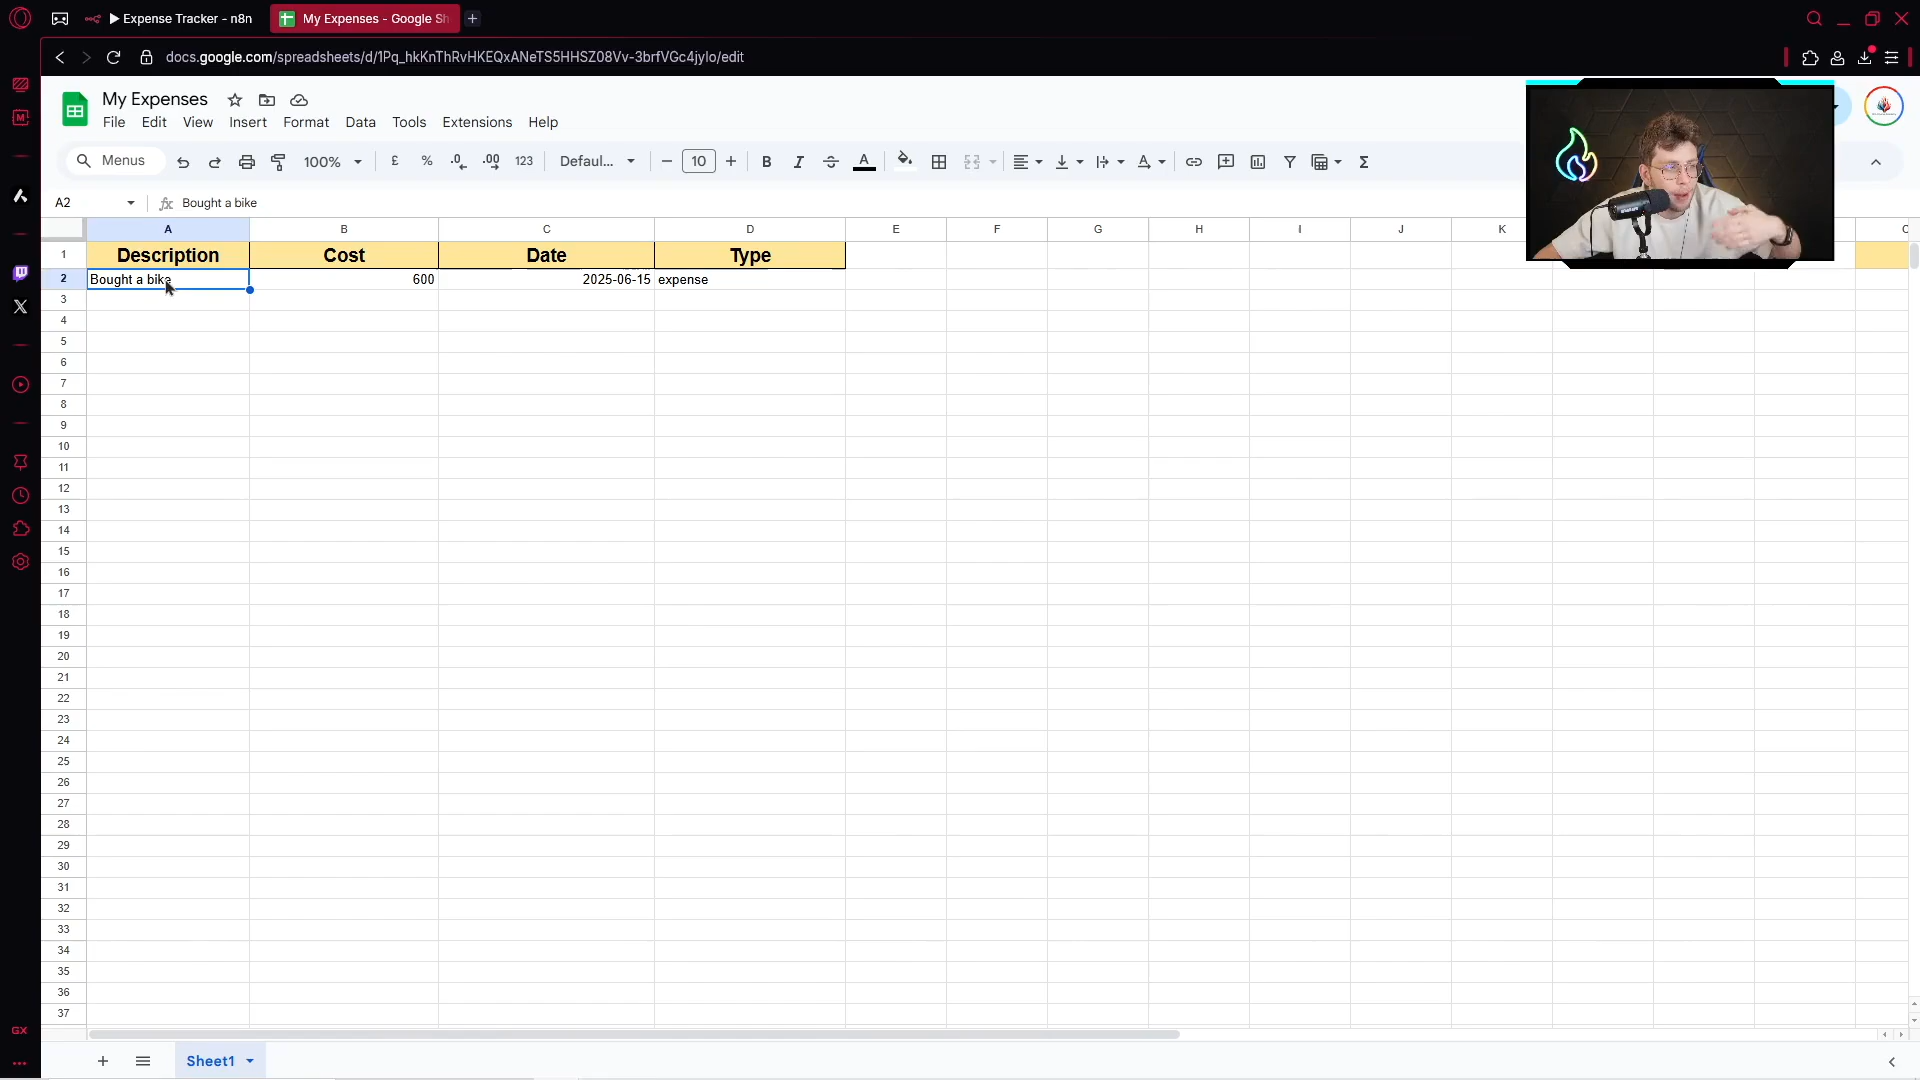 Expense Tracker - n8n
My Expenses - Google Sh
docs.google.com/spreadsheets/d/1Pq_hkKnThRvHKEQxANeTS5HHSZ08Vv-3brfVGc4jyIo/edit
My Expenses
File Edit View Insert Format Data Tools Extensions Help
Menus 100% £ % .0 .00 123 Defaul... 10 B I S A A Σ
A2 fx Bought a bike
A B C D E F G H I J K
1 Description Cost Date Type
2 Bought a bike 600 2025-06-15 expense
3
4
5
6
7
8
9
10
11
12
13
14
15
16
17
18
19
20
21
22
23
24
25
26
27
28
29
30
31
32
33
34
35
36
37
GX
Sheet1